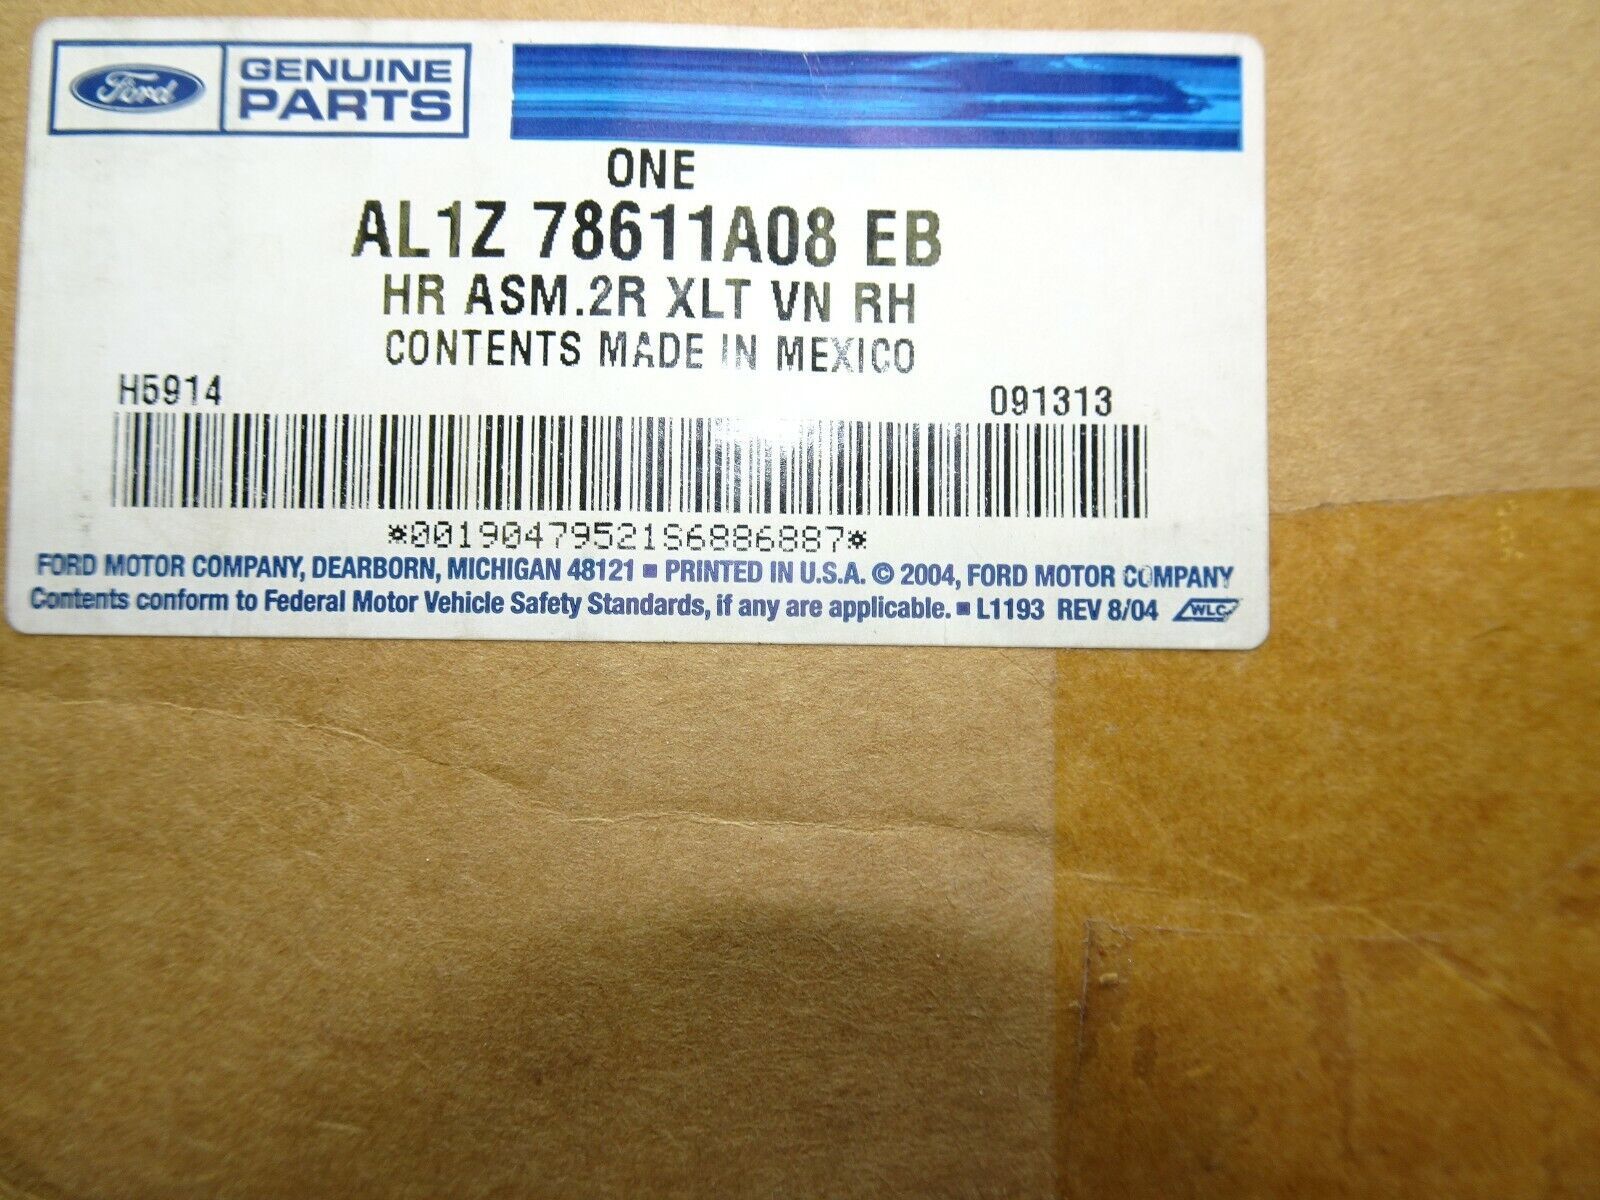 Ford
GENUINE
PARTS
ONE
AL1Z 78611A08 EB
HR ASM.2R XLT VN RH
CONTENTS MADE IN MEXICO
H5914
091313
*00190479521S6886887*
FORD MOTOR COMPANY, DEARBORN, MICHIGAN 48121 ▪ PRINTED IN U.S.A. © 2004, FORD MOTOR COMPANY
Contents conform to Federal Motor Vehicle Safety Standards, if any are applicable. ▪ L1193 REV 8/04 WLC